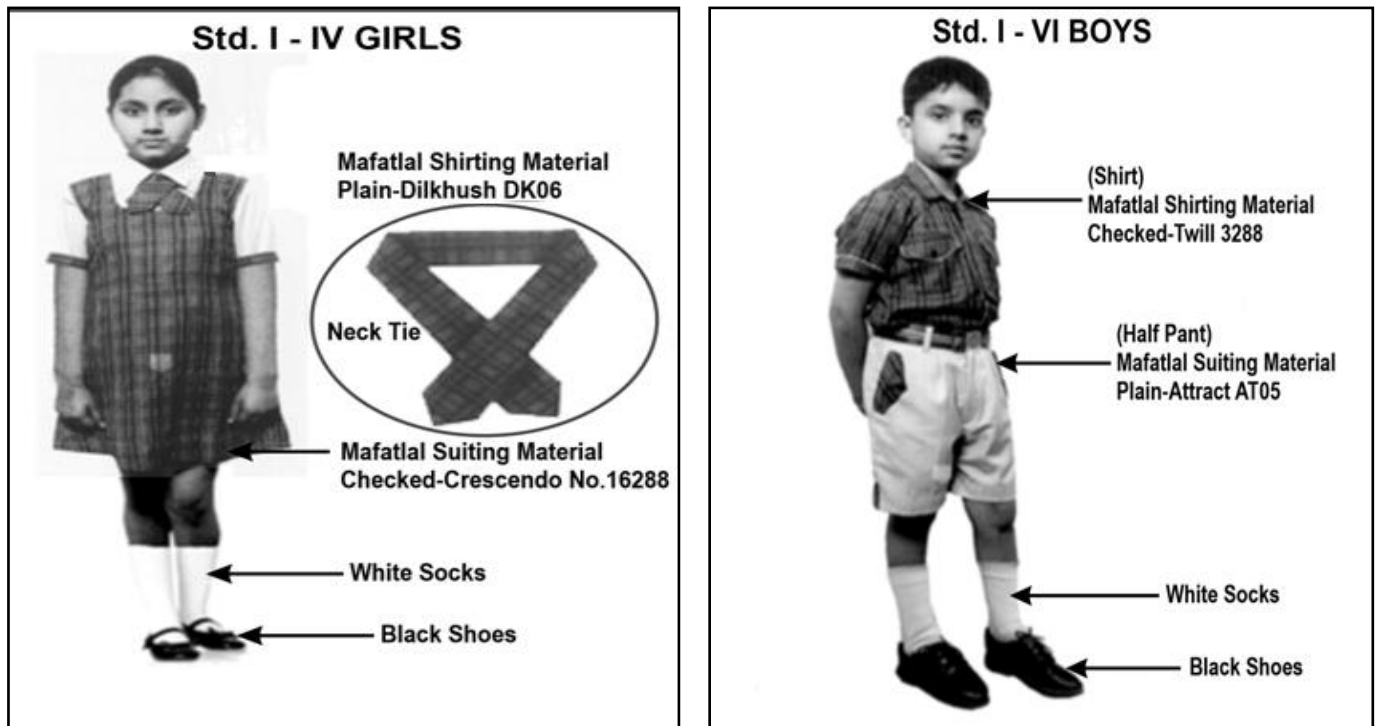 Std. I - IV GIRLS
Mafatlal Shirting Material
Plain-Dilkhush DK06
Neck Tie
Mafatlal Suiting Material
Checked-Crescendo No.16288
White Socks
Black Shoes
Std. I - VI BOYS
(Shirt)
Mafatlal Shirting Material
Checked-Twill 3288
(Half Pant)
Mafatlal Suiting Material
Plain-Attract AT05
White Socks
Black Shoes